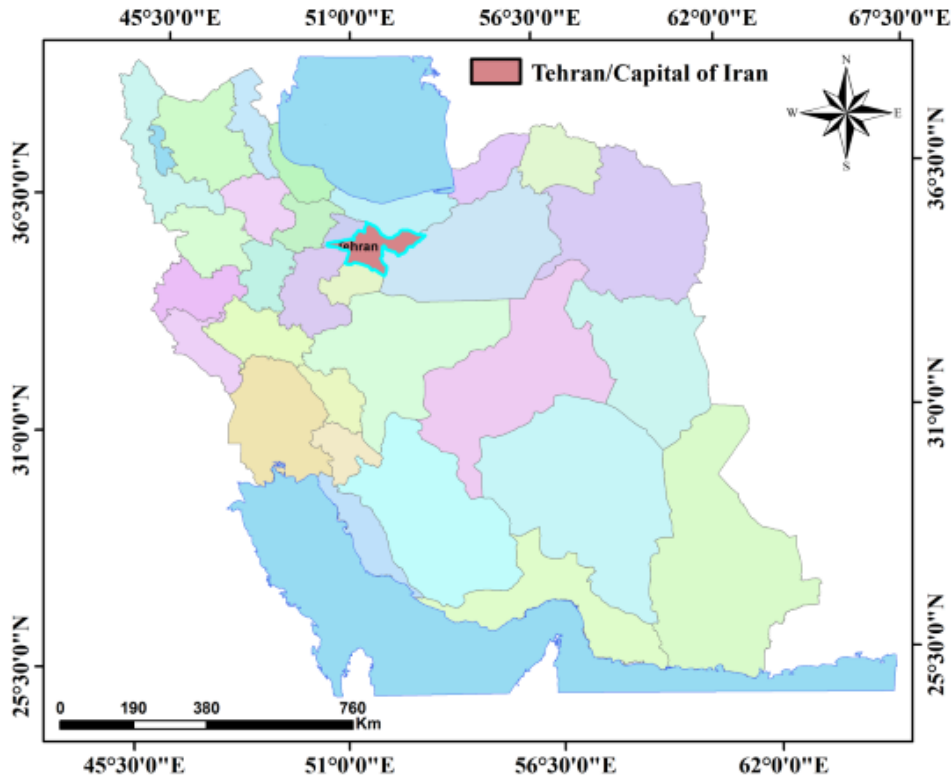 45°30'0"E 51°0'0"E 56°30'0"E 62°0'0"E 67°30'0"E
Tehran/Capital of Iran
N
W E
S
36°30'0"N 36°30'0"N
ehran
31°0'0"N 31°0'0"N
25°30'0"N 25°30'0"N
0 190 380 760
Km
45°30'0"E 51°0'0"E 56°30'0"E 62°0'0"E